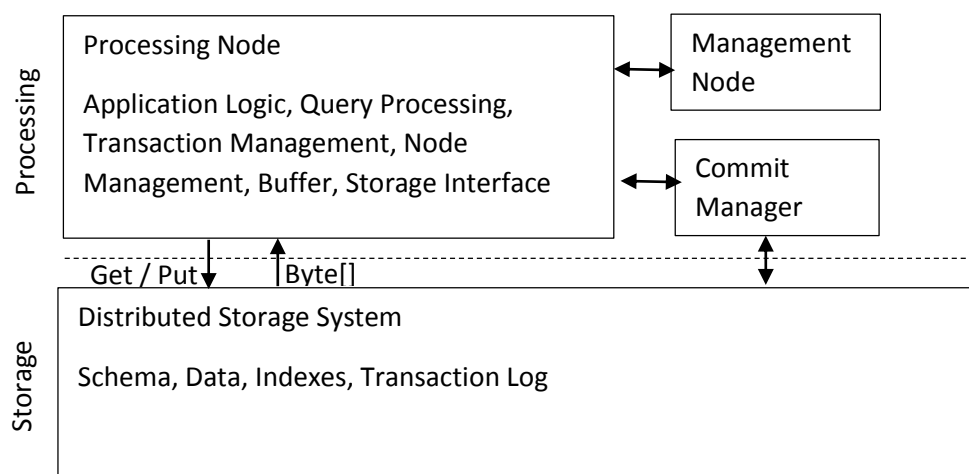 Processing
Processing Node
Application Logic, Query Processing,
Transaction Management, Node
Management, Buffer, Storage Interface
Management
Node
Commit
Manager
Get / Put
Byte[]
Storage
Distributed Storage System
Schema, Data, Indexes, Transaction Log